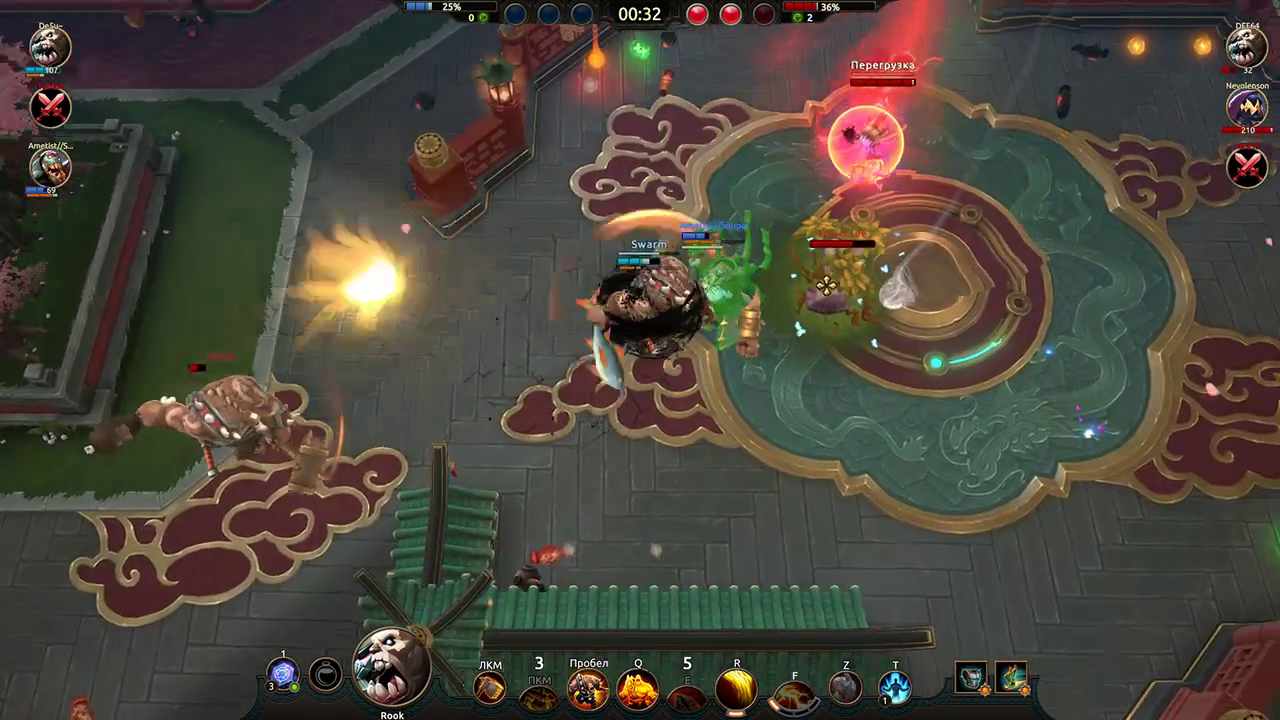 25%
0
00:32
36%
2
DeSu~
107
Ametist//S...
69
DEF64
32
Nevolenson
210
Перегрузка
Swarm
1
3
Rook
ЛКМ
3
ПКМ
Пробел
Q
5
E
R
F
Z
T
1